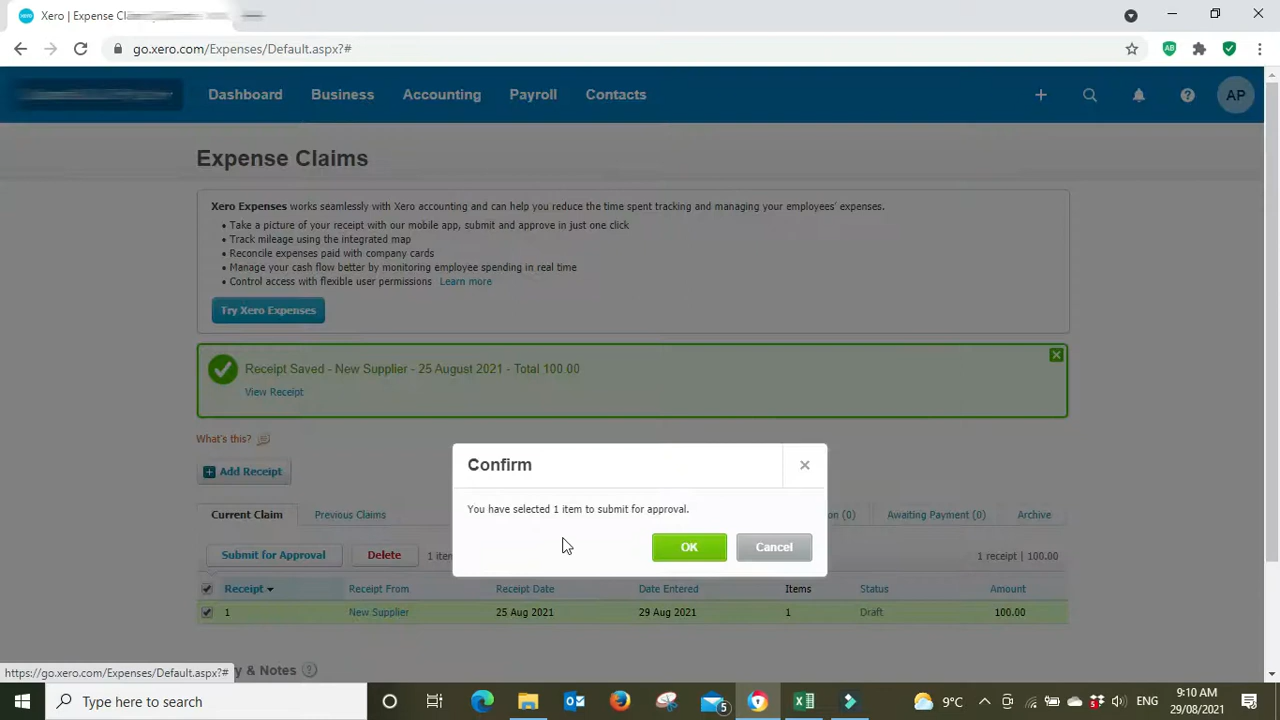 Xero | Expense Cl
go.xero.com/Expenses/Default.aspx?#
AB
Dashboard Business Accounting Payroll Contacts
AP
Expense Claims
Xero Expenses works seamlessly with Xero accounting and can help you reduce the time spent tracking and managing your employees' expenses.
• Take a picture of your receipt with our mobile app, submit and approve in just one click
• Track mileage using the integrated map
• Reconcile expenses paid with company cards
• Manage your cash flow better by monitoring employee spending in real time
• Control access with flexible user permissions Learn more
Try Xero Expenses
Receipt Saved - New Supplier - 25 August 2021 - Total 100.00
View Receipt
What's this?
Add Receipt
Confirm
You have selected 1 item to submit for approval.
OK Cancel
Current Claim Previous Claims (0) Awaiting Payment (0) Archive
Submit for Approval Delete 1 1 receipt | 100.00
Receipt Receipt From Receipt Date Date Entered Items Status Amount
1 New Supplier 25 Aug 2021 29 Aug 2021 1 Draft 100.00
https://go.xero.com/Expenses/Default.aspx?#
& Notes ?
Type here to search
5
9°C
ENG
9:10 AM
29/08/2021